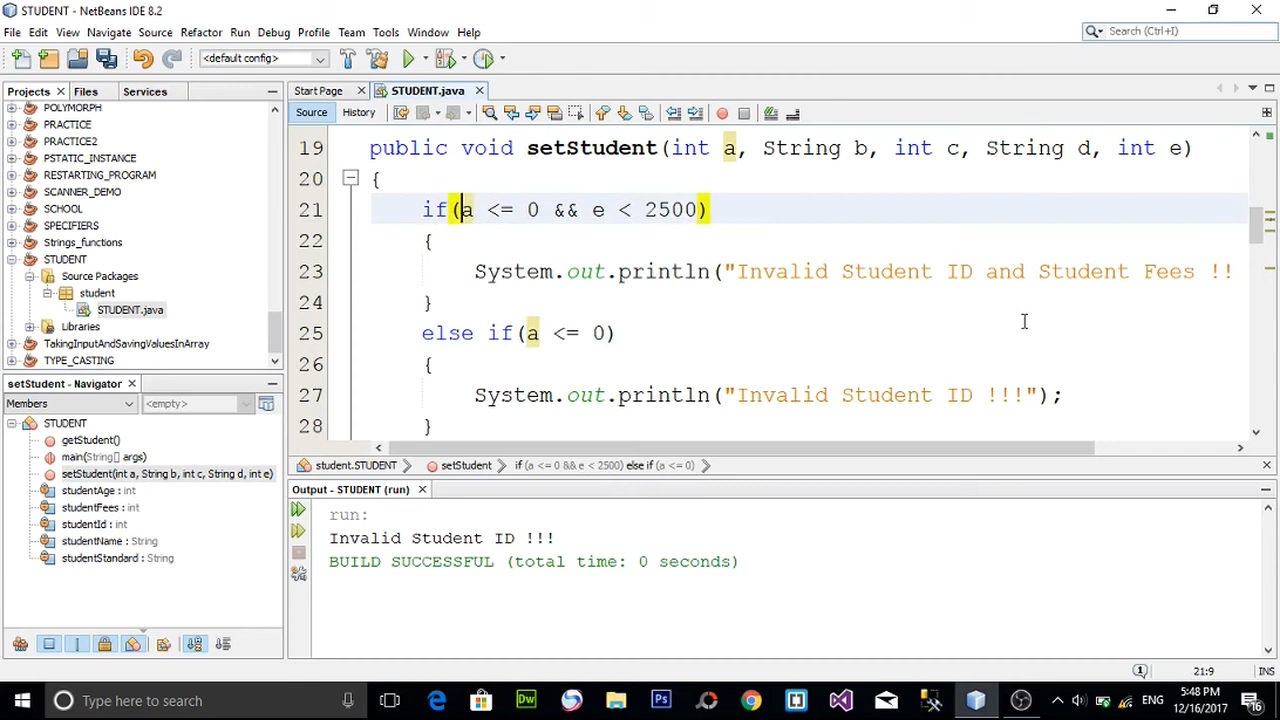 STUDENT - NetBeans IDE 8.2
File Edit View Navigate Source Refactor Run Debug Profile Team Tools Window Help
Search (Ctrl+I)
<default config>
Projects Files Services
POLYMORPH
PRACTICE
PRACTICE2
PSTATIC_INSTANCE
RESTARTING_PROGRAM
SCANNER_DEMO
SCHOOL
SPECIFIERS
Strings_functions
STUDENT
Source Packages
student
STUDENT.java
Libraries
TakingInputAndSavingValuesInArray
TYPE_CASTING
setStudent - Navigator
Members
<empty>
STUDENT
getStudent()
main(String[] args)
setStudent(int a, String b, int c, String d, int e)
studentAge : int
studentFees : int
studentId : int
studentName : String
studentStandard : String
Start Page STUDENT.java
Source History
19 public void setStudent(int a, String b, int c, String d, int e)
20 {
21 if(a <= 0 && e < 2500)
22 {
23 System.out.println("Invalid Student ID and Student Fees !!
24 }
25 else if(a <= 0)
26 {
27 System.out.println("Invalid Student ID !!!");
28 }
student.STUDENT setStudent if (a <= 0 && e < 2500) else if (a <= 0)
Output - STUDENT (run)
run:
Invalid Student ID !!!
BUILD SUCCESSFUL (total time: 0 seconds)
1 21:9 INS
Type here to search
Dw
Ps
ENG
5:48 PM
12/16/2017
16